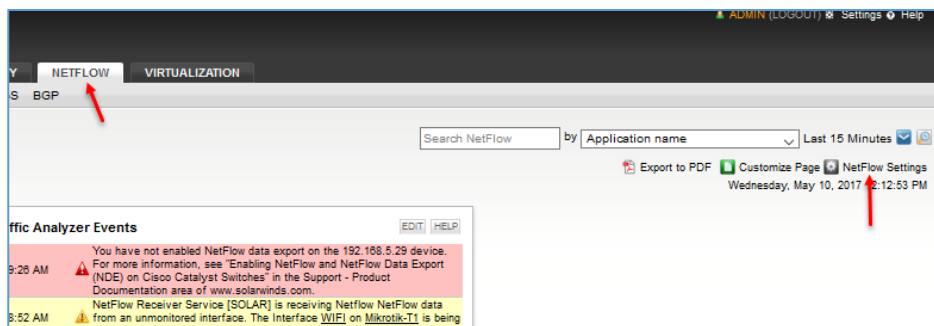 ADMIN (LOGOUT) Settings Help
Y NETFLOW VIRTUALIZATION
S BGP
Search NetFlow by Application name Last 15 Minutes
Export to PDF Customize Page NetFlow Settings
Wednesday, May 10, 2017 2:12:53 PM
ffic Analyzer Events EDIT HELP
You have not enabled NetFlow data export on the 192.168.5.29 device.
9:26 AM For more information, see "Enabling NetFlow and NetFlow Data Export
(NDE) on Cisco Catalyst Switches" in the Support - Product
Documentation area of www.solarwinds.com.
NetFlow Receiver Service [SOLAR] is receiving Netflow NetFlow data
8:52 AM from an unmonitored interface. The Interface WIFI on Mikrotik-T1 is being